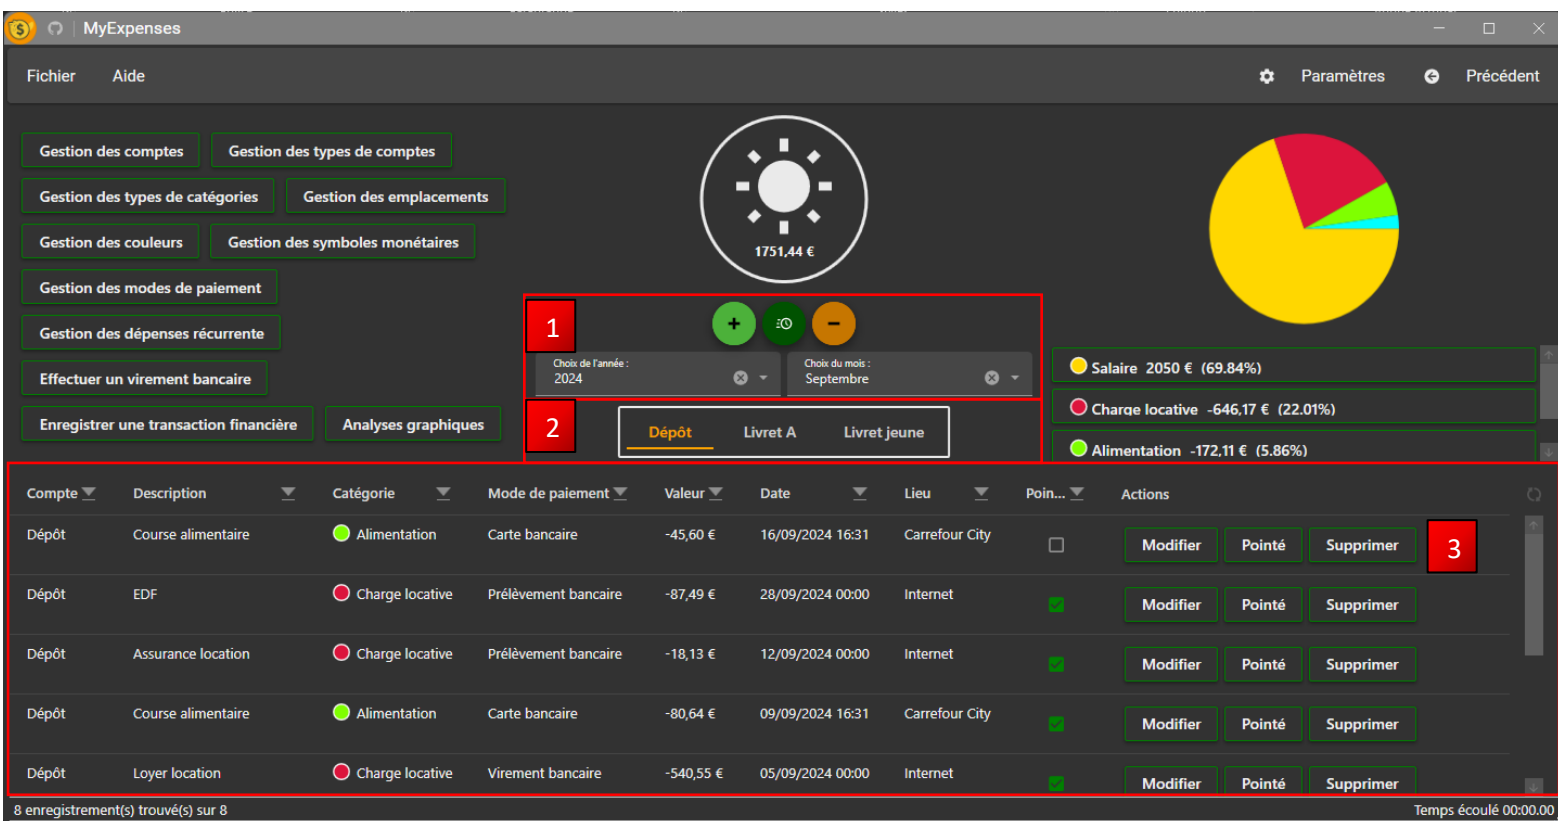 MyExpenses
Fichier Aide Paramètres Précédent
Gestion des comptes Gestion des types de comptes
Gestion des types de catégories Gestion des emplacements
Gestion des couleurs Gestion des symboles monétaires
Gestion des modes de paiement
Gestion des dépenses récurrente
Effectuer un virement bancaire
Enregistrer une transaction financière Analyses graphiques
1751,44 €
1
Choix de l'année : Choix du mois :
2024 Septembre
2 Dépôt Livret A Livret jeune
Salaire 2050 € (69.84%)
Charge locative -646,17 € (22.01%)
Alimentation -172,11 € (5.86%)
Compte Description Catégorie Mode de paiement Valeur Date Lieu Poin... Actions
Dépôt Course alimentaire Alimentation Carte bancaire -45,60 € 16/09/2024 16:31 Carrefour City Modifier Pointé Supprimer 3
Dépôt EDF Charge locative Prélèvement bancaire -87,49 € 28/09/2024 00:00 Internet Modifier Pointé Supprimer
Dépôt Assurance location Charge locative Prélèvement bancaire -18,13 € 12/09/2024 00:00 Internet Modifier Pointé Supprimer
Dépôt Course alimentaire Alimentation Carte bancaire -80,64 € 09/09/2024 16:31 Carrefour City Modifier Pointé Supprimer
Dépôt Loyer location Charge locative Virement bancaire -540,55 € 05/09/2024 00:00 Internet Modifier Pointé Supprimer
8 enregistrement(s) trouvé(s) sur 8 Temps écoulé 00:00.00